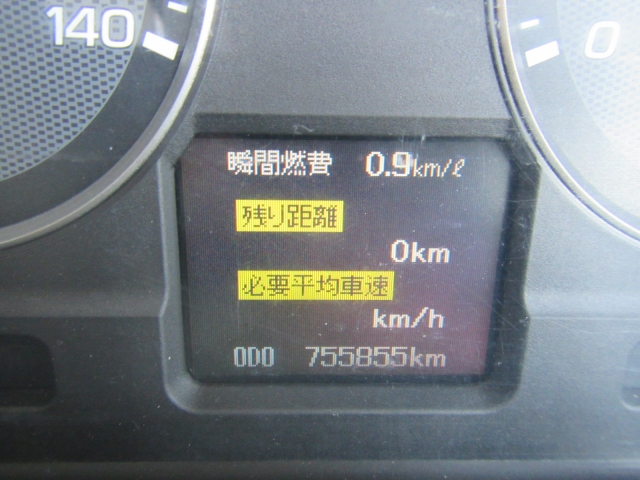 140
0
瞬間燃費 0.9km/ℓ
残り距離
0km
必要平均車速
km/h
ODO 755855km